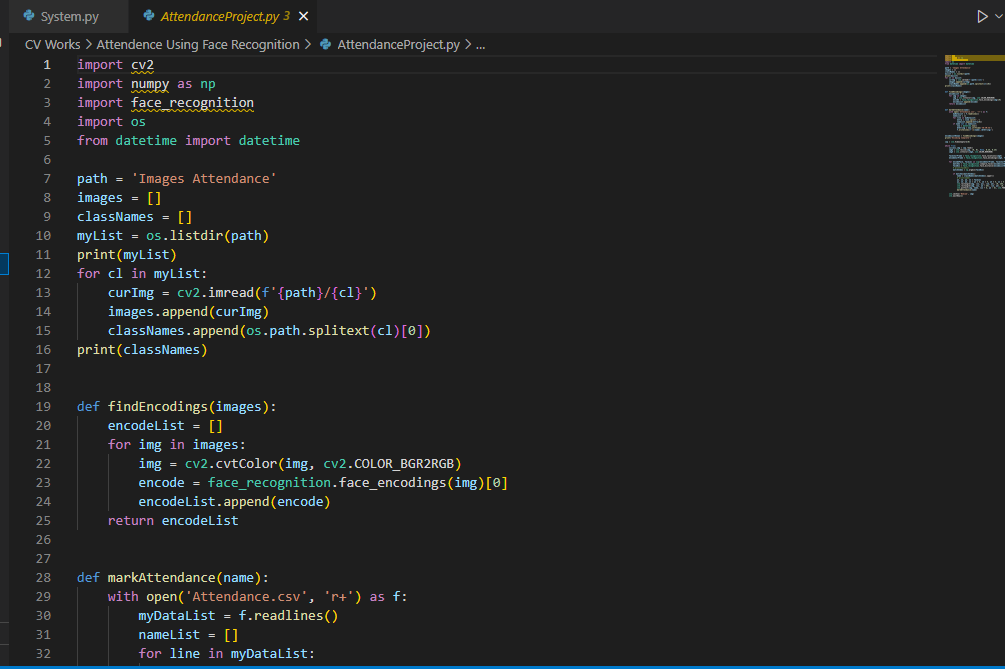 System.py AttendanceProject.py 3
CV Works > Attendence Using Face Recognition > AttendanceProject.py > ...
1 import cv2
2 import numpy as np
3 import face_recognition
4 import os
5 from datetime import datetime
6
7 path = 'Images Attendance'
8 images = []
9 classNames = []
10 myList = os.listdir(path)
11 print(myList)
12 for cl in myList:
13     curImg = cv2.imread(f'{path}/{cl}')
14     images.append(curImg)
15     classNames.append(os.path.splitext(cl)[0])
16 print(classNames)
17
18
19 def findEncodings(images):
20     encodeList = []
21     for img in images:
22         img = cv2.cvtColor(img, cv2.COLOR_BGR2RGB)
23         encode = face_recognition.face_encodings(img)[0]
24         encodeList.append(encode)
25     return encodeList
26
27
28 def markAttendance(name):
29     with open('Attendance.csv', 'r+') as f:
30         myDataList = f.readlines()
31         nameList = []
32         for line in myDataList: